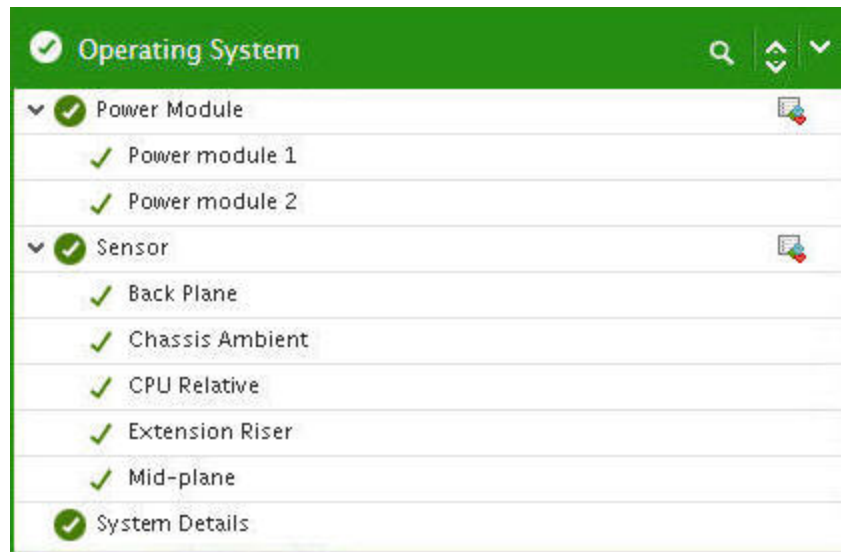 Operating System
Power Module
Power module 1
Power module 2
Sensor
Back Plane
Chassis Ambient
CPU Relative
Extension Riser
Mid-plane
System Details